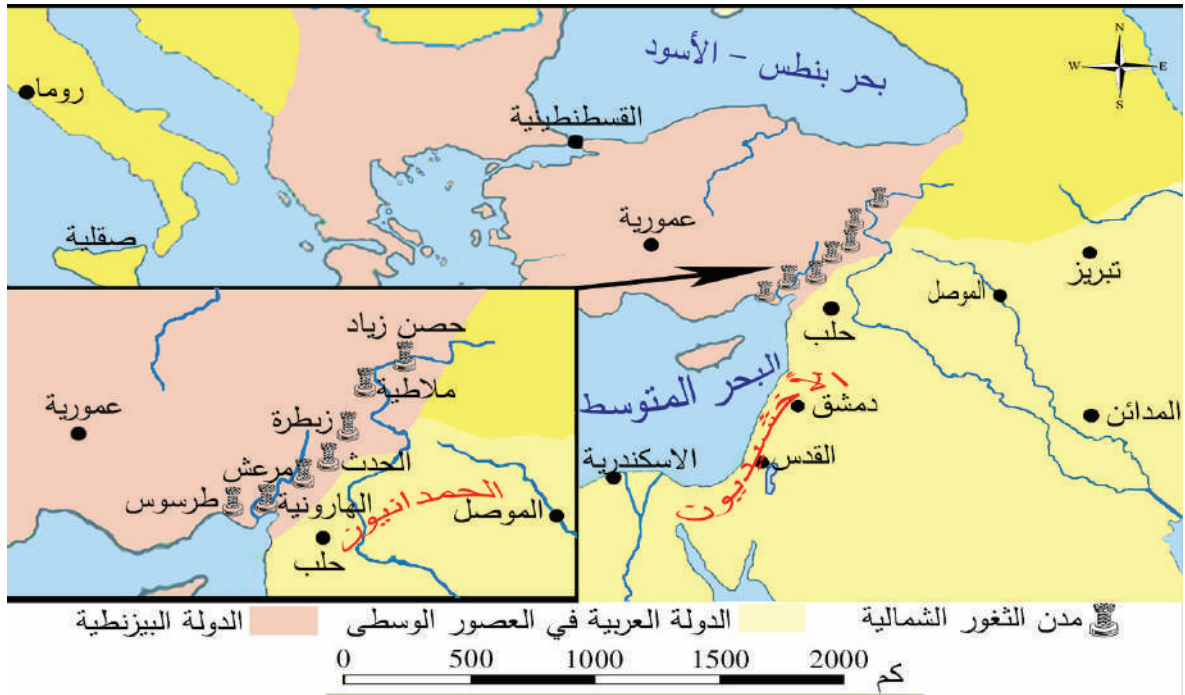 بحر بنطس – الأسود
N
W
E
S
روما
القسطنطينية
عمورية
صقلية
تبريز
الموصل
حلب
البحر المتوسط
الأخشيديوت
دمشق
المدائن
القدس
الاسكندرية
حصن زياد
ملاطية
عمورية
زبطرة
الحدث
مرعش
الهارونية
طرسوس
الحمدانيون
الموصل
حلب
مدن الثغور الشمالية
الدولة العربية في العصور الوسطى
الدولة البيزنطية
0 500 1000 1500 2000 كم